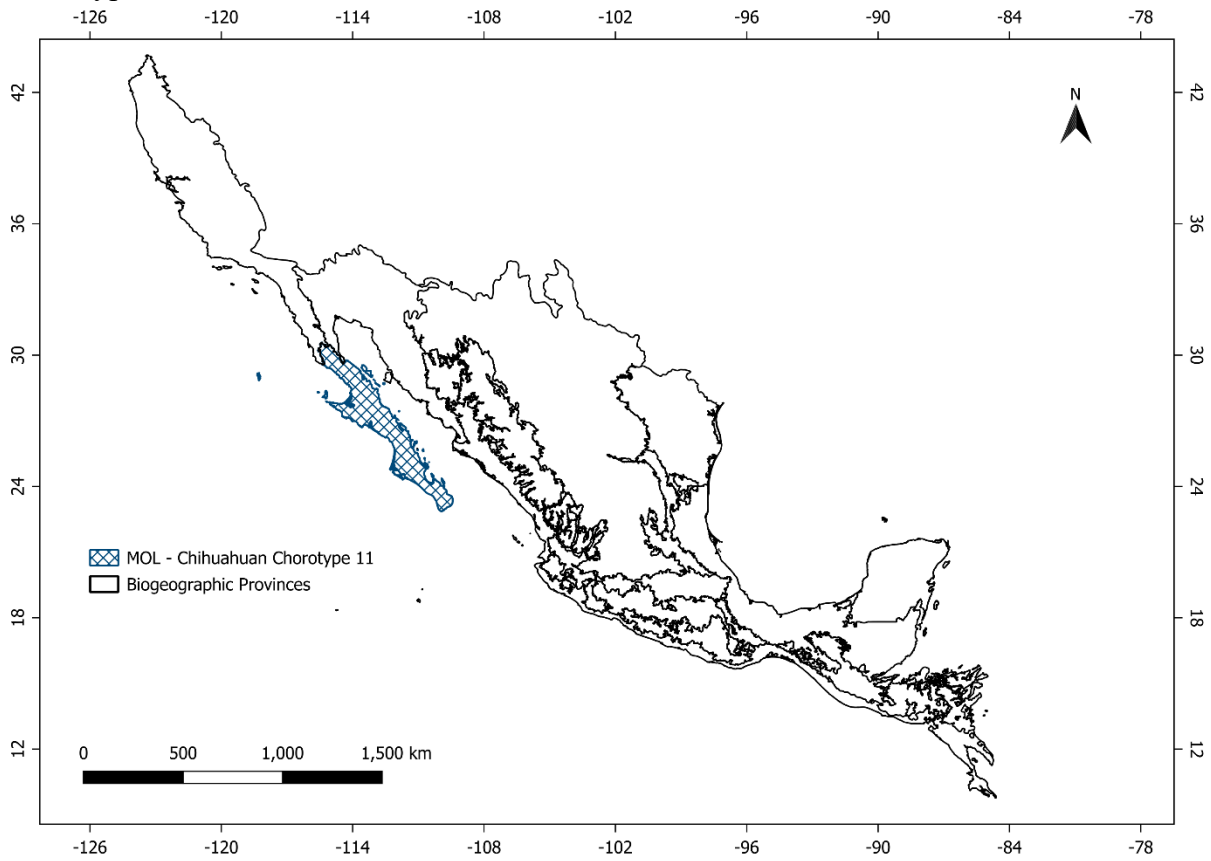 -126 -120 -114 -108 -102 -96 -90 -84 -78
42 42
N
36 36
30 30
24 24
MOL - Chihuahuan Chorotype 11
Biogeographic Provinces
18 18
0 500 1,000 1,500 km
12 12
-126 -120 -114 -108 -102 -96 -90 -84 -78